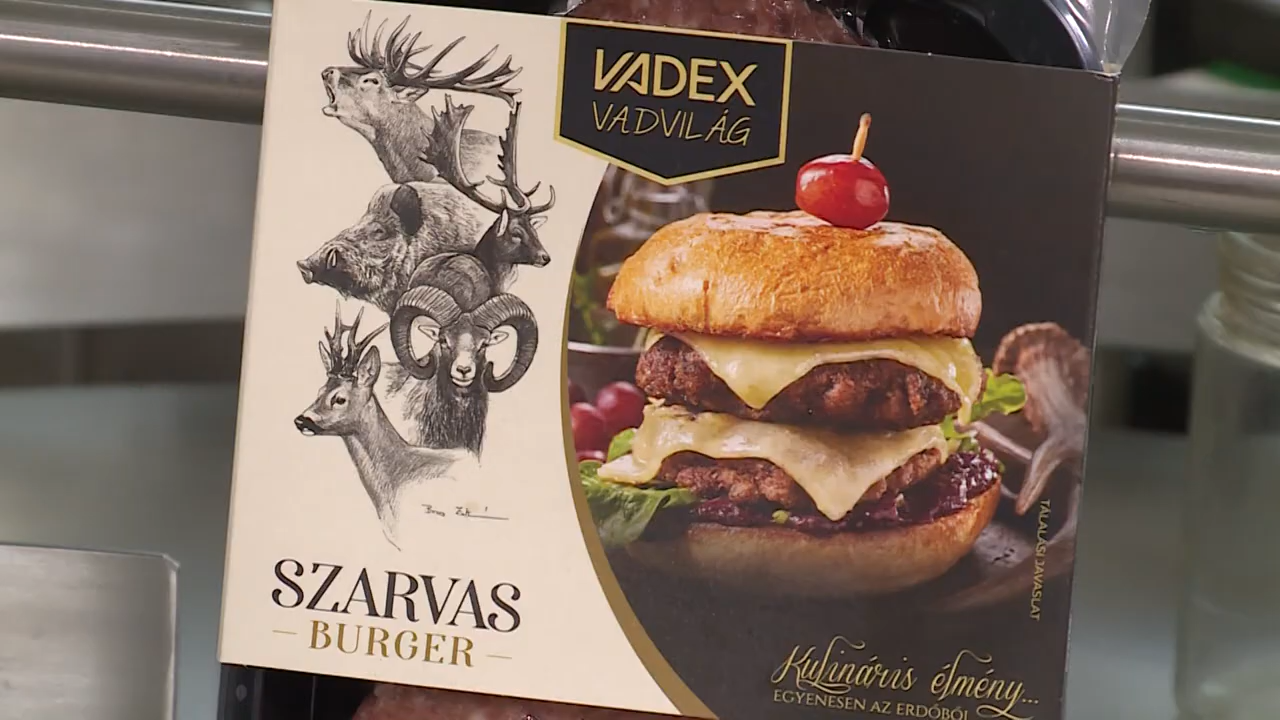 VADEX
VADVILÁG
SZARVAS
– BURGER –
TÁLALÁSI JAVASLAT
Kulináris élmény...
EGYENESEN AZ ERDŐBŐL